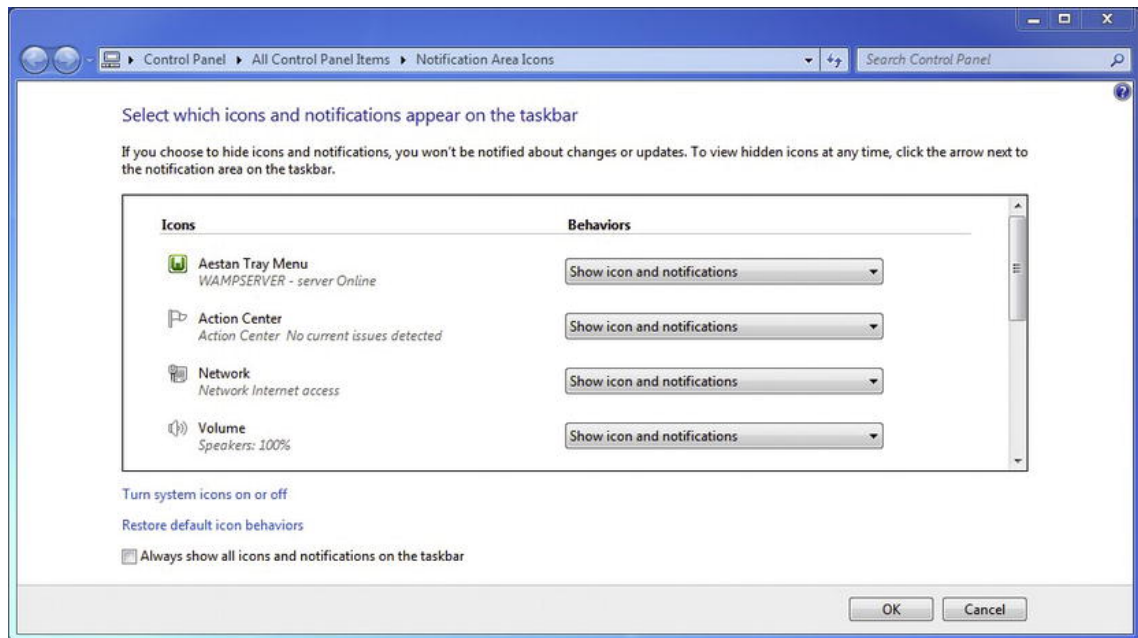 Control Panel All Control Panel Items Notification Area Icons Search Control Panel
Select which icons and notifications appear on the taskbar
If you choose to hide icons and notifications, you won't be notified about changes or updates. To view hidden icons at any time, click the arrow next to
the notification area on the taskbar.
Icons Behaviors
Aestan Tray Menu
WAMPSERVER - server Online
Show icon and notifications
Action Center
Action Center No current issues detected
Show icon and notifications
Network
Network Internet access
Show icon and notifications
Volume
Speakers: 100%
Show icon and notifications
Turn system icons on or off
Restore default icon behaviors
Always show all icons and notifications on the taskbar
OK Cancel